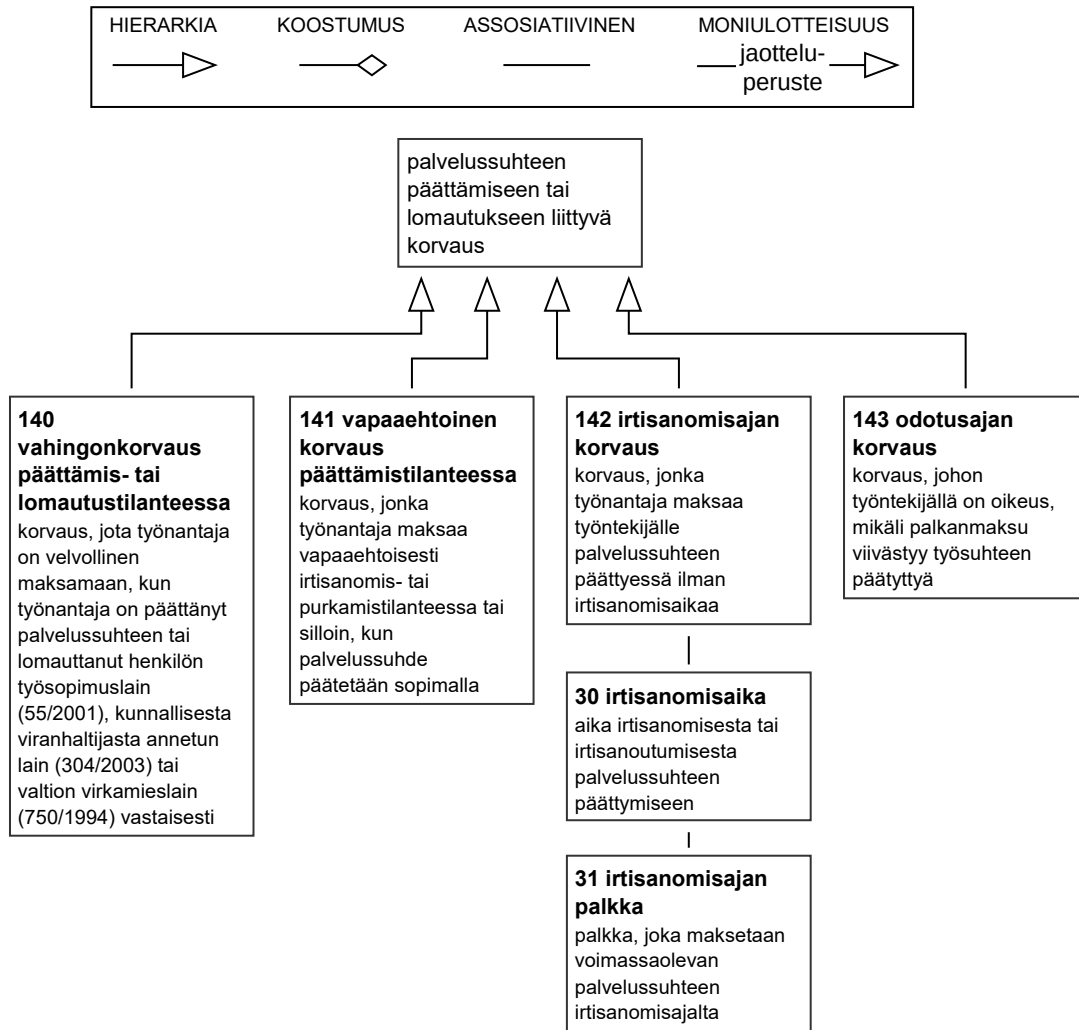 HIERARKIA
KOOSTUMUS
ASSOSIATIIVINEN
MONIULOTTEISUUS
jaottelu-
peruste
palvelussuhteen
päättämiseen tai
lomautukseen liittyvä
korvaus
140
vahingonkorvaus
päättämis- tai
lomautustilanteessa
korvaus, jota työnantaja
on velvollinen
maksamaan, kun
työnantaja on päättänyt
palvelussuhteen tai
lomauttanut henkilön
työsopimuslain
(55/2001), kunnallisesta
viranhaltijasta annetun
lain (304/2003) tai
valtion virkamieslain
(750/1994) vastaisesti
141 vapaaehtoinen
korvaus
päättämistilanteessa
korvaus, jonka
työnantaja maksaa
vapaaehtoisesti
irtisanomis- tai
purkamistilanteessa tai
silloin, kun
palvelussuhde
päätetään sopimalla
142 irtisanomisajan
korvaus
korvaus, jonka
työnantaja maksaa
työntekijälle
palvelussuhteen
päättyessä ilman
irtisanomisaikaa
30 irtisanomisaika
aika irtisanomisesta tai
irtisanoutumisesta
palvelussuhteen
päättymiseen
31 irtisanomisajan
palkka
palkka, joka maksetaan
voimassaolevan
palvelussuhteen
irtisanomisajalta
143 odotusajan
korvaus
korvaus, johon
työntekijällä on oikeus,
mikäli palkanmaksu
viivästyy työsuhteen
päätyttyä